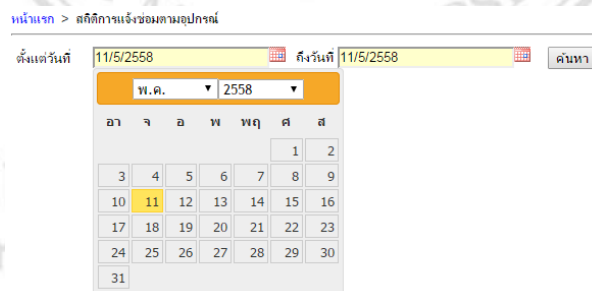 หน้าแรก > สถิติการแจ้งซ่อมตามอุปกรณ์
ตั้งแต่วันที่ 11/5/2558 ถึงวันที่ 11/5/2558 ค้นหา
พ.ค. 2558
อา จ อ พ พฤ ศ ส
1 2
3 4 5 6 7 8 9
10 11 12 13 14 15 16
17 18 19 20 21 22 23
24 25 26 27 28 29 30
31